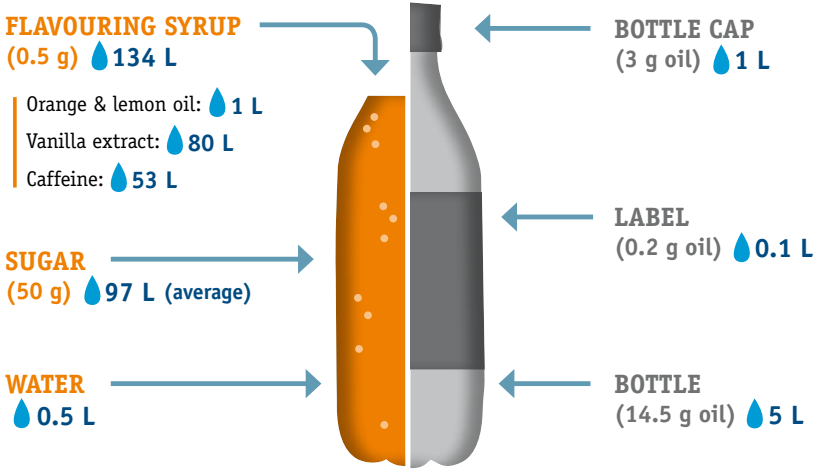 FLAVOURING SYRUP
(0.5 g) 134 L
Orange & lemon oil: 1 L
Vanilla extract: 80 L
Caffeine: 53 L
SUGAR
(50 g) 97 L (average)
WATER
0.5 L
BOTTLE CAP
(3 g oil) 1 L
LABEL
(0.2 g oil) 0.1 L
BOTTLE
(14.5 g oil) 5 L